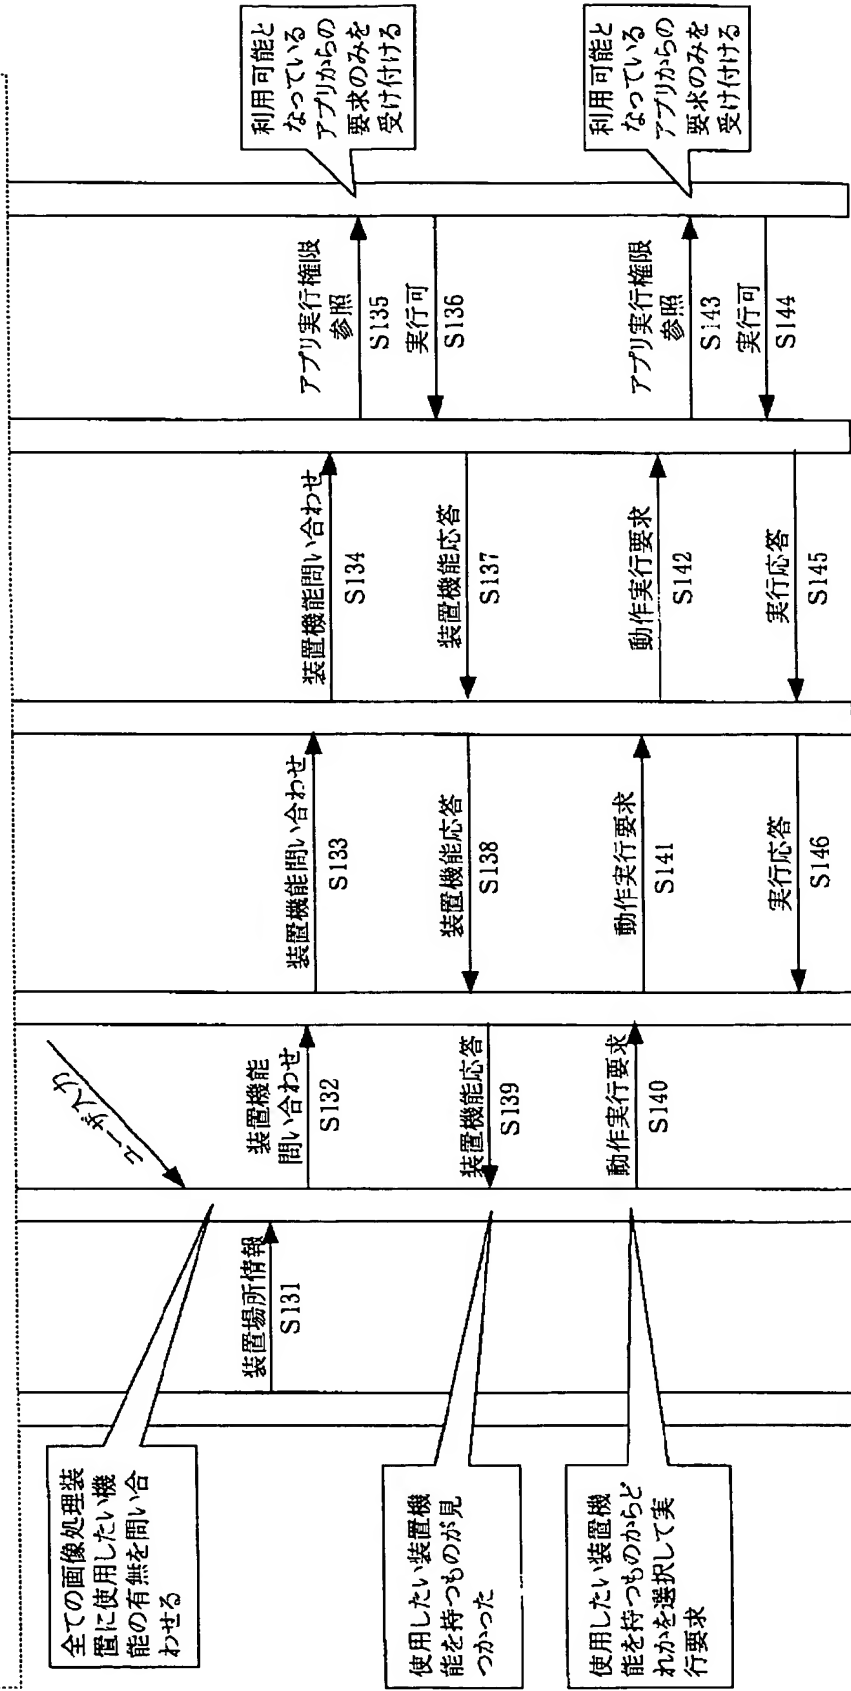 全ての画像処理装
置に使用したい機
能の有無を問い合
わせる
ユーザ入力
装置場所情報
S131
装置機能
問い合わせ
S132
装置機能問い合わせ
S133
装置機能問い合わせ
S134
アプリ実行権限
参照
S135
利用可能と
なっている
アプリからの
要求のみを
受け付ける
実行可
S136
装置機能応答
S137
装置機能応答
S138
装置機能応答
S139
使用したい装置機
能を持つものが見
つかった
使用したい装置機
能を持つものからど
れかを選択して実
行要求
動作実行要求
S140
動作実行要求
S141
動作実行要求
S142
アプリ実行権限
参照
S143
利用可能と
なっている
アプリからの
要求のみを
受け付ける
実行可
S144
実行応答
S145
実行応答
S146